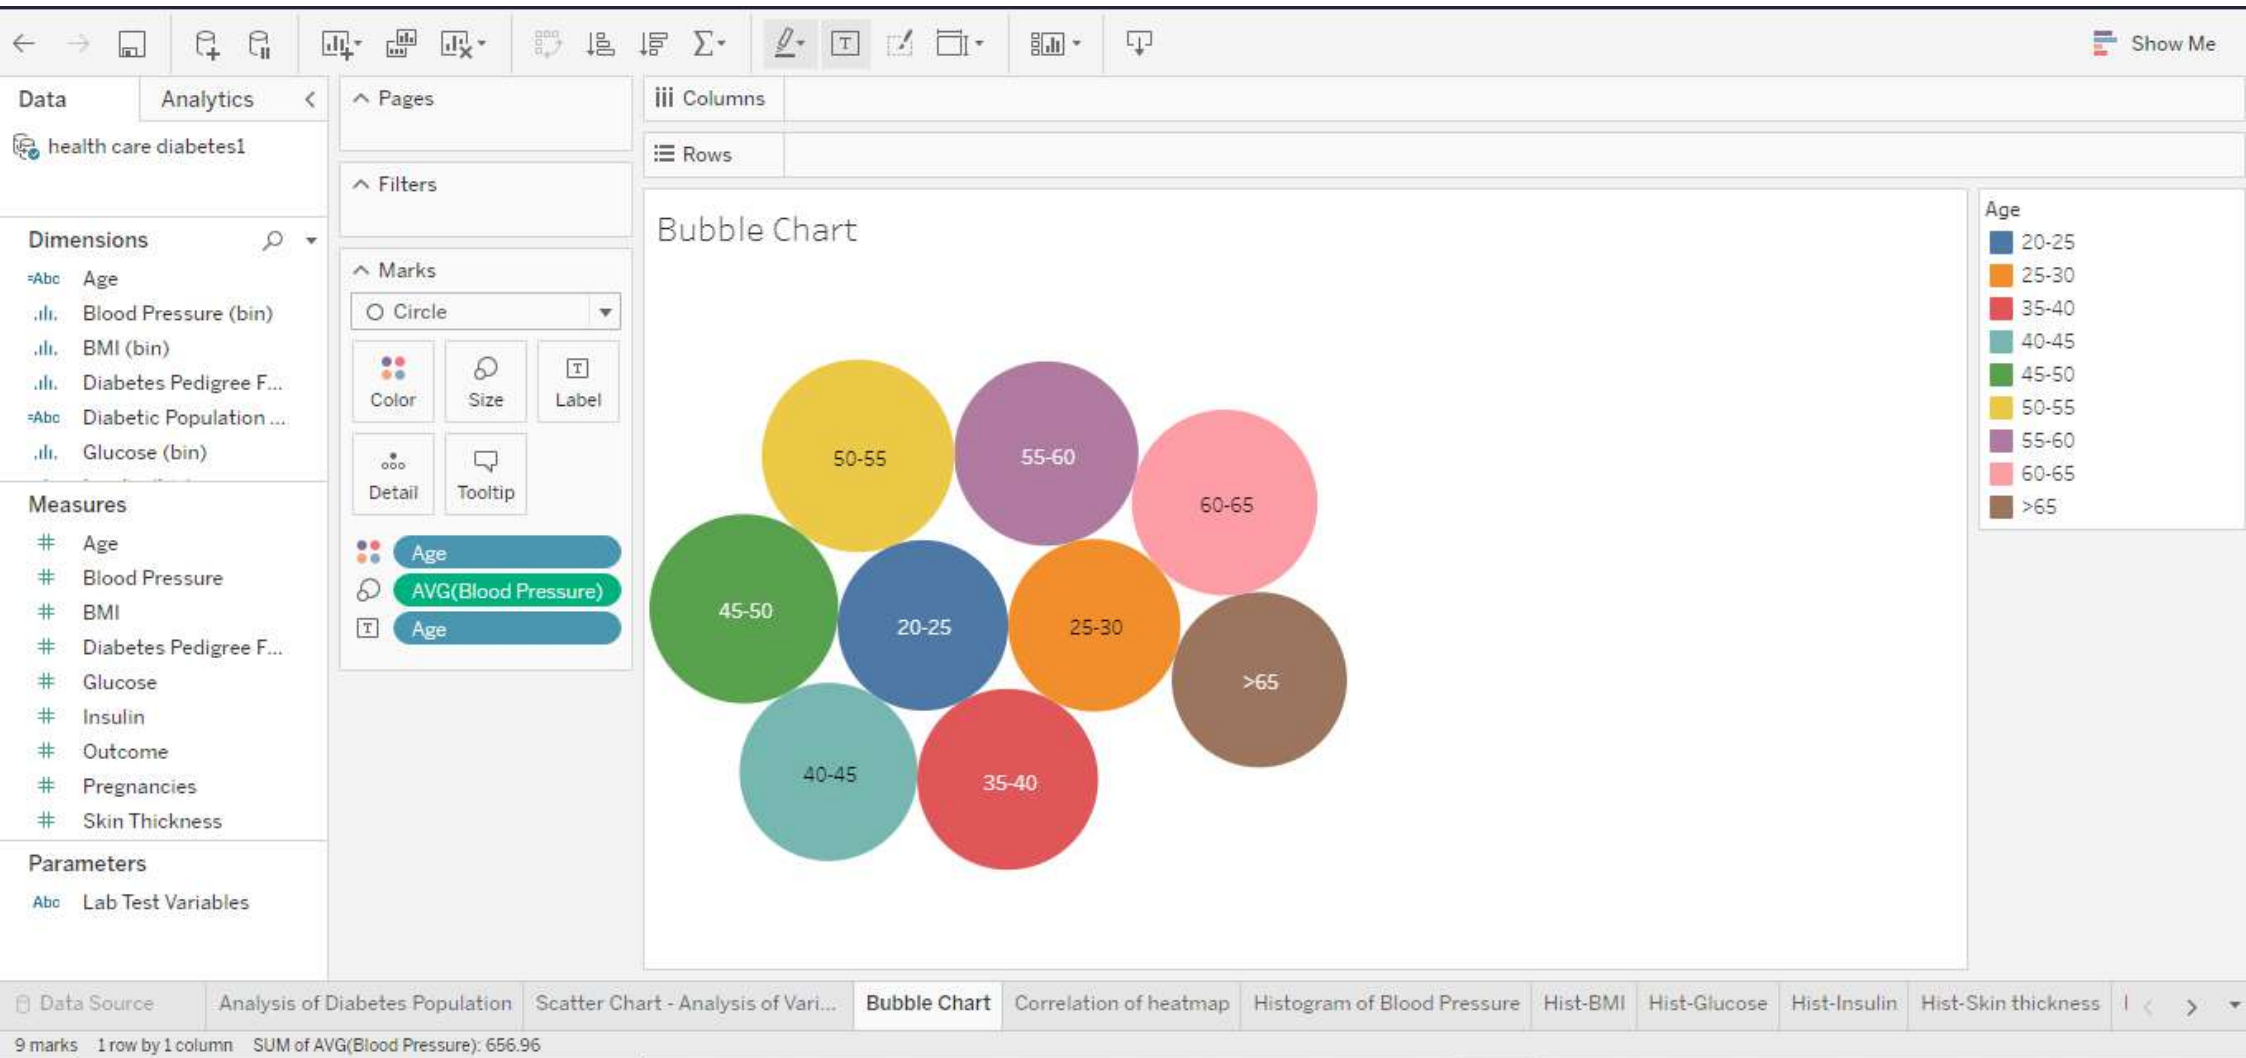 Show Me
Data
Analytics
health care diabetes1
Dimensions
=Abc Age
Blood Pressure (bin)
BMI (bin)
Diabetes Pedigree F...
=Abc Diabetic Population ...
Glucose (bin)
Measures
# Age
# Blood Pressure
# BMI
# Diabetes Pedigree F...
# Glucose
# Insulin
# Outcome
# Pregnancies
# Skin Thickness
Parameters
Abc Lab Test Variables
Pages
Filters
Marks
Circle
Color
Size
T
Label
Detail
Tooltip
Age
AVG(Blood Pressure)
T Age
Columns
Rows
Bubble Chart
50-55
55-60
60-65
45-50
20-25
25-30
>65
40-45
35-40
Age
20-25
25-30
35-40
40-45
45-50
50-55
55-60
60-65
>65
Data Source
Analysis of Diabetes Population
Scatter Chart - Analysis of Vari...
Bubble Chart
Correlation of heatmap
Histogram of Blood Pressure
Hist-BMI
Hist-Glucose
Hist-Insulin
Hist-Skin thickness
9 marks 1 row by 1 column SUM of AVG(Blood Pressure): 656.96